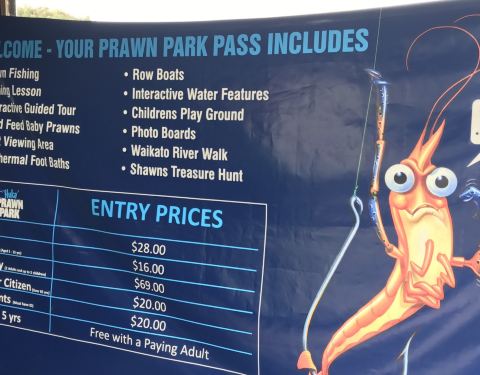 LCOME - YOUR PRAWN PARK PASS INCLUDES
wn Fishing
ing Lesson
ractive Guided Tour
d Feed Baby Prawns
Viewing Area
hermal Foot Baths
• Row Boats
• Interactive Water Features
• Childrens Play Ground
• Photo Boards
• Waikato River Walk
• Shawns Treasure Hunt
Huka
PRAWN
PARK
ENTRY PRICES
$28.00
$16.00
$69.00
r Citizen
$20.00
nts
$20.00
5 yrs
Free with a Paying Adult